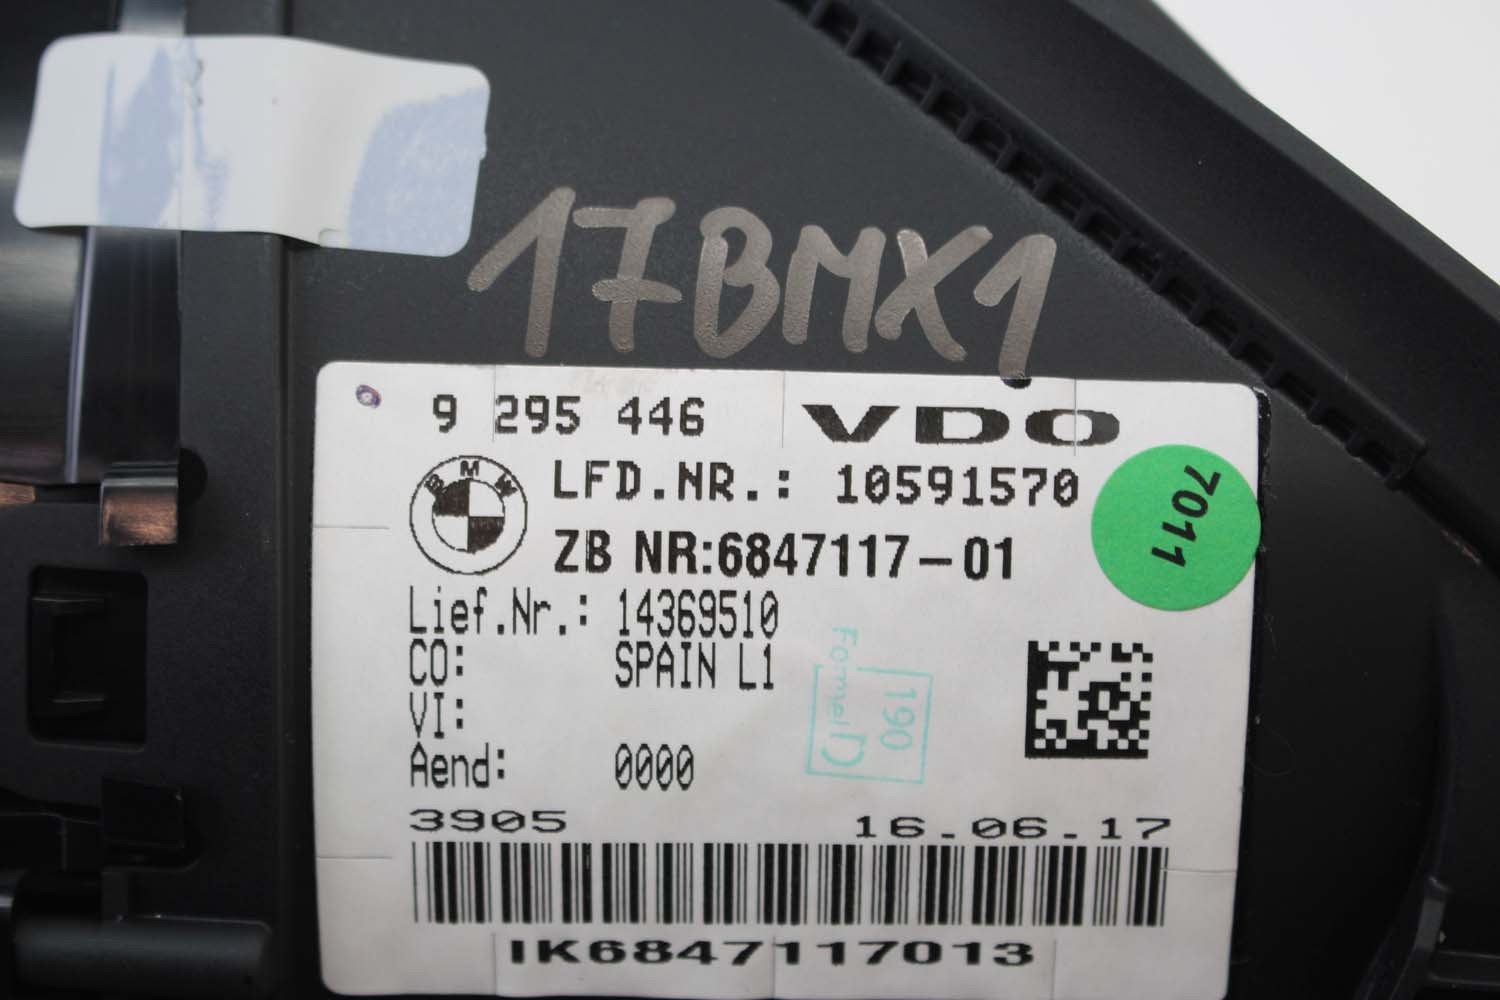 17BMX1
9 295 446 VDO
BMW
LFD.NR.: 10591570
7011
ZB NR:6847117-01
Lief.Nr.: 14369510
CO: SPAIN L1
VI:
Formel D
190
Aend: 0000
3905 16.06.17
IK6847117013